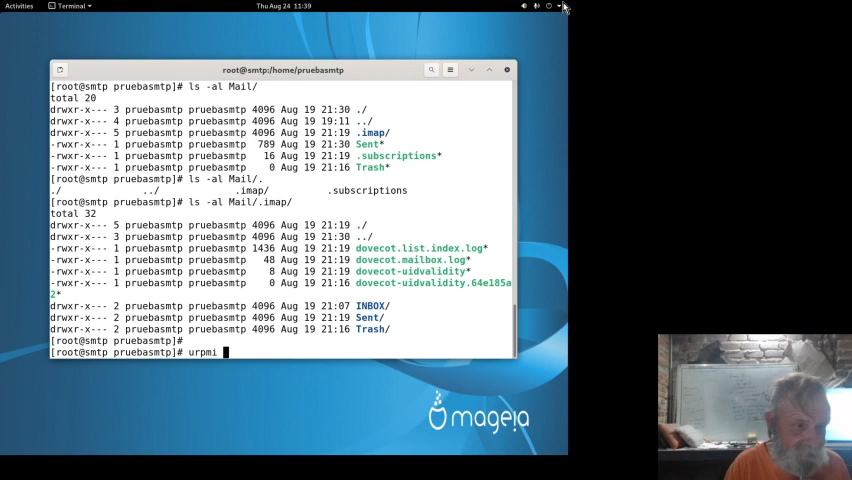 Activities Terminal Thu Aug 24 11:39
root@smtp:/home/pruebasmtp
[root@smtp pruebasmtp]# ls -al Mail/
total 20
drwxr-x--- 3 pruebasmtp pruebasmtp 4096 Aug 19 21:30 ./
drwxr-x--- 4 pruebasmtp pruebasmtp 4096 Aug 19 19:11 ../
drwxr-x--- 5 pruebasmtp pruebasmtp 4096 Aug 19 21:19 .imap/
-rwxr-x--- 1 pruebasmtp pruebasmtp 789 Aug 19 21:30 Sent*
-rwxr-x--- 1 pruebasmtp pruebasmtp 16 Aug 19 21:19 .subscriptions*
-rwxr-x--- 1 pruebasmtp pruebasmtp 0 Aug 19 21:16 Trash*
[root@smtp pruebasmtp]# ls -al Mail/.
./ ../ .imap/ .subscriptions
[root@smtp pruebasmtp]# ls -al Mail/.imap/
total 32
drwxr-x--- 5 pruebasmtp pruebasmtp 4096 Aug 19 21:19 ./
drwxr-x--- 3 pruebasmtp pruebasmtp 4096 Aug 19 21:30 ../
-rwxr-x--- 1 pruebasmtp pruebasmtp 1436 Aug 19 21:19 dovecot.list.index.log*
-rwxr-x--- 1 pruebasmtp pruebasmtp 48 Aug 19 21:19 dovecot.mailbox.log*
-rwxr-x--- 1 pruebasmtp pruebasmtp 8 Aug 19 21:19 dovecot-uidvalidity*
-rwxr-x--- 1 pruebasmtp pruebasmtp 0 Aug 19 21:16 dovecot-uidvalidity.64e185a
2*
drwxr-x--- 2 pruebasmtp pruebasmtp 4096 Aug 19 21:07 INBOX/
drwxr-x--- 2 pruebasmtp pruebasmtp 4096 Aug 19 21:19 Sent/
drwxr-x--- 2 pruebasmtp pruebasmtp 4096 Aug 19 21:16 Trash/
[root@smtp pruebasmtp]#
[root@smtp pruebasmtp]# urpmi
mageia